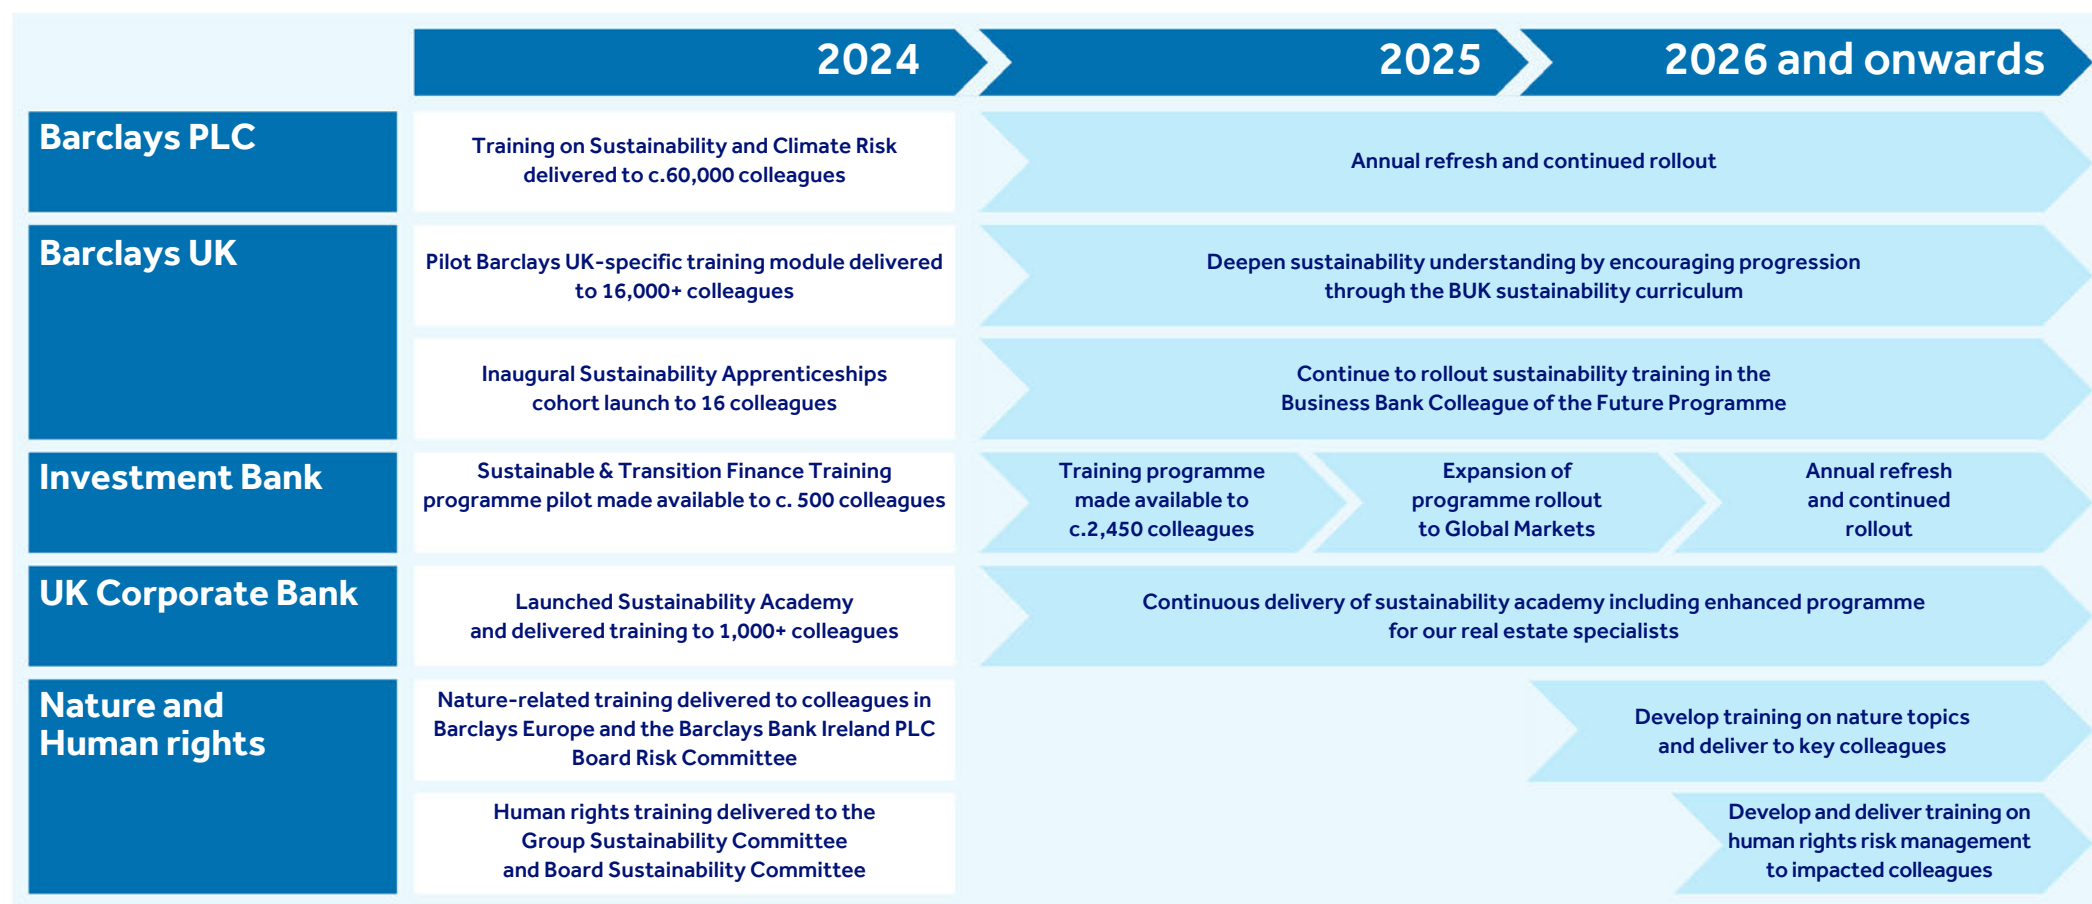 2024
2025
2026 and onwards
Barclays PLC
Training on Sustainability and Climate Risk
delivered to c.60,000 colleagues
Annual refresh and continued rollout
Barclays UK
Pilot Barclays UK-specific training module delivered
to 16,000+ colleagues
Deepen sustainability understanding by encouraging progression
through the BUK sustainability curriculum
Inaugural Sustainability Apprenticeships
cohort launch to 16 colleagues
Continue to rollout sustainability training in the
Business Bank Colleague of the Future Programme
Investment Bank
Sustainable & Transition Finance Training
programme pilot made available to c. 500 colleagues
Training programme
made available to
c.2,450 colleagues
Expansion of
programme rollout
to Global Markets
Annual refresh
and continued
rollout
UK Corporate Bank
Launched Sustainability Academy
and delivered training to 1,000+ colleagues
Continuous delivery of sustainability academy including enhanced programme
for our real estate specialists
Nature and
Human rights
Nature-related training delivered to colleagues in
Barclays Europe and the Barclays Bank Ireland PLC
Board Risk Committee
Develop training on nature topics
and deliver to key colleagues
Human rights training delivered to the
Group Sustainability Committee
and Board Sustainability Committee
Develop and deliver training on
human rights risk management
to impacted colleagues